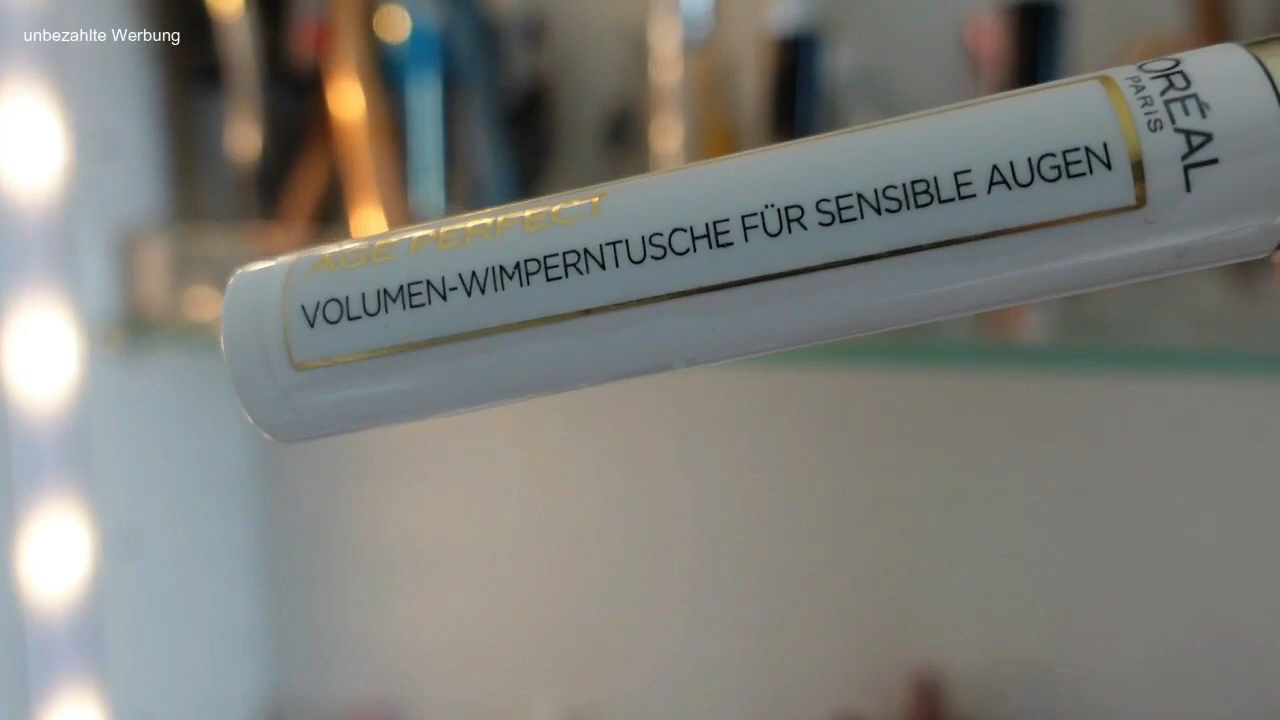 unbezahlte Werbung
AGE PERFECT
VOLUMEN-WIMPERNTUSCHE FÜR SENSIBLE AUGEN
ORÉAL
PARIS